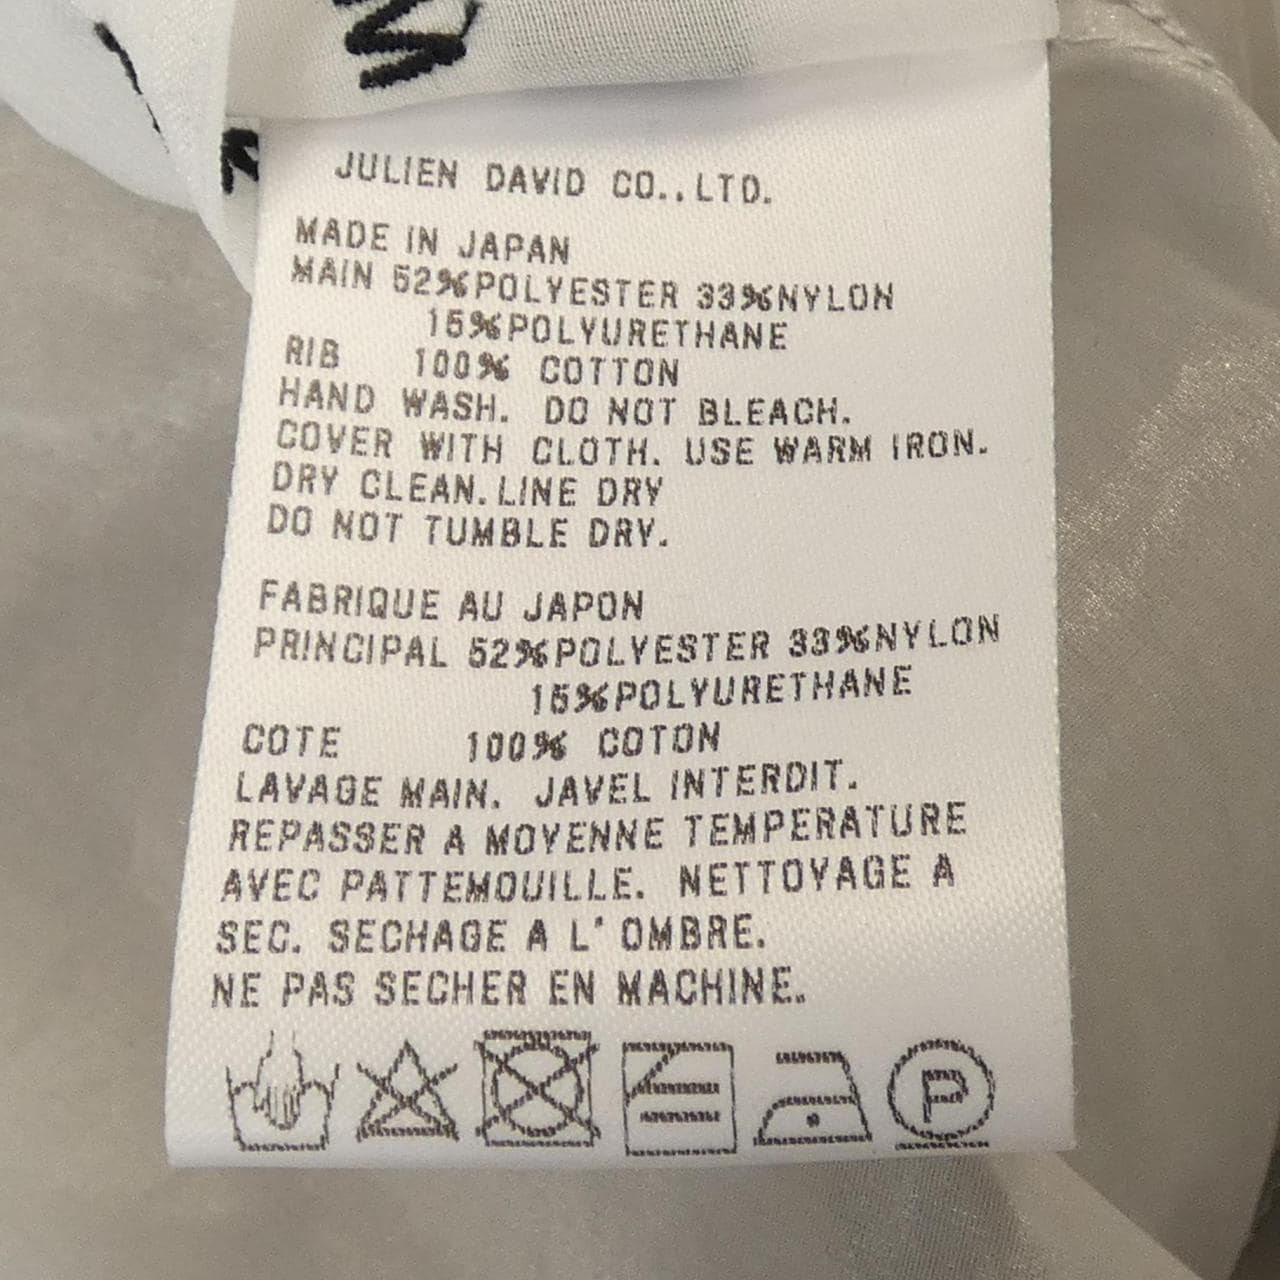 JULIEN DAVID CO.,LTD.
MADE IN JAPAN
MAIN 52%POLYESTER 33%NYLON
15%POLYURETHANE
RIB 100% COTTON
HAND WASH. DO NOT BLEACH.
COVER WITH CLOTH. USE WARM IRON.
DRY CLEAN. LINE DRY
DO NOT TUMBLE DRY.
FABRIQUE AU JAPON
PRINCIPAL 52%POLYESTER 33%NYLON
15%POLYURETHANE
COTE 100% COTON
LAVAGE MAIN. JAVEL INTERDIT.
REPASSER A MOYENNE TEMPERATURE
AVEC PATTEMOUILLE. NETTOYAGE A
SEC. SECHAGE A L'OMBRE.
NE PAS SECHER EN MACHINE.
P